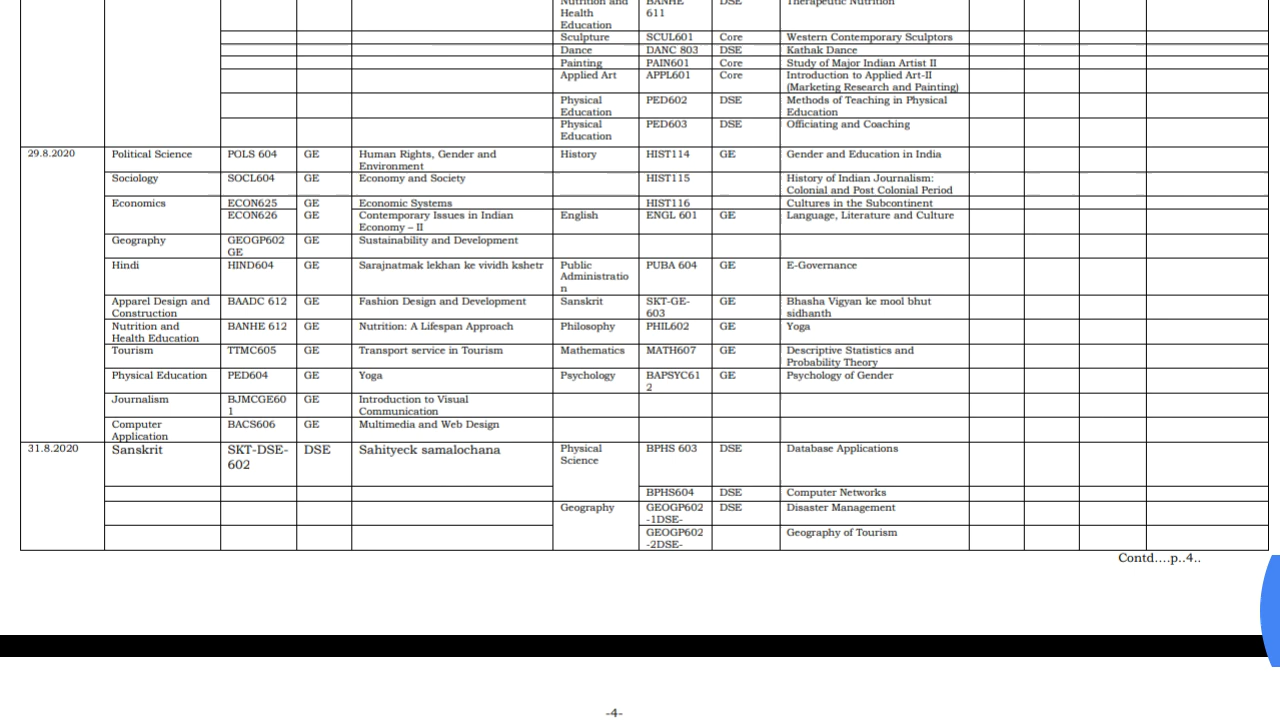 Nutrition and BANHE DSE Therapeutic Nutrition
Health 611
Education
Sculpture SCUL601 Core Western Contemporary Sculptors
Dance DANC 803 DSE Kathak Dance
Painting PAIN601 Core Study of Major Indian Artist II
Applied Art APPL601 Core Introduction to Applied Art-II
(Marketing Research and Painting)
Physical PED602 DSE Methods of Teaching in Physical
Education Education
Physical PED603 DSE Officiating and Coaching
Education
29.8.2020 Political Science POLS 604 GE Human Rights, Gender and History HIST114 GE Gender and Education in India
Environment
Sociology SOCL604 GE Economy and Society HIST115 History of Indian Journalism:
Colonial and Post Colonial Period
Economics ECON625 GE Economic Systems HIST116 Cultures in the Subcontinent
ECON626 GE Contemporary Issues in Indian English ENGL 601 GE Language, Literature and Culture
Economy – II
Geography GEOGP602 GE Sustainability and Development
GE
Hindi HIND604 GE Sarajnatmak lekhan ke vividh kshetr Public PUBA 604 GE E-Governance
Administratio
n
Apparel Design and BAADC 612 GE Fashion Design and Development Sanskrit SKT-GE- GE Bhasha Vigyan ke mool bhut
Construction 603 sidhanth
Nutrition and BANHE 612 GE Nutrition: A Lifespan Approach Philosophy PHIL602 GE Yoga
Health Education
Tourism TTMC605 GE Transport service in Tourism Mathematics MATH607 GE Descriptive Statistics and
Probability Theory
Physical Education PED604 GE Yoga Psychology BAPSYC61 GE Psychology of Gender
2
Journalism BJMCGE60 GE Introduction to Visual
1 Communication
Computer BACS606 GE Multimedia and Web Design
Application
31.8.2020 Sanskrit SKT-DSE- DSE Sahityeck samalochana Physical BPHS 603 DSE Database Applications
602 Science
BPHS604 DSE Computer Networks
Geography GEOGP602 DSE Disaster Management
-1DSE-
GEOGP602 Geography of Tourism
-2DSE-
Contd....p..4..
-4-